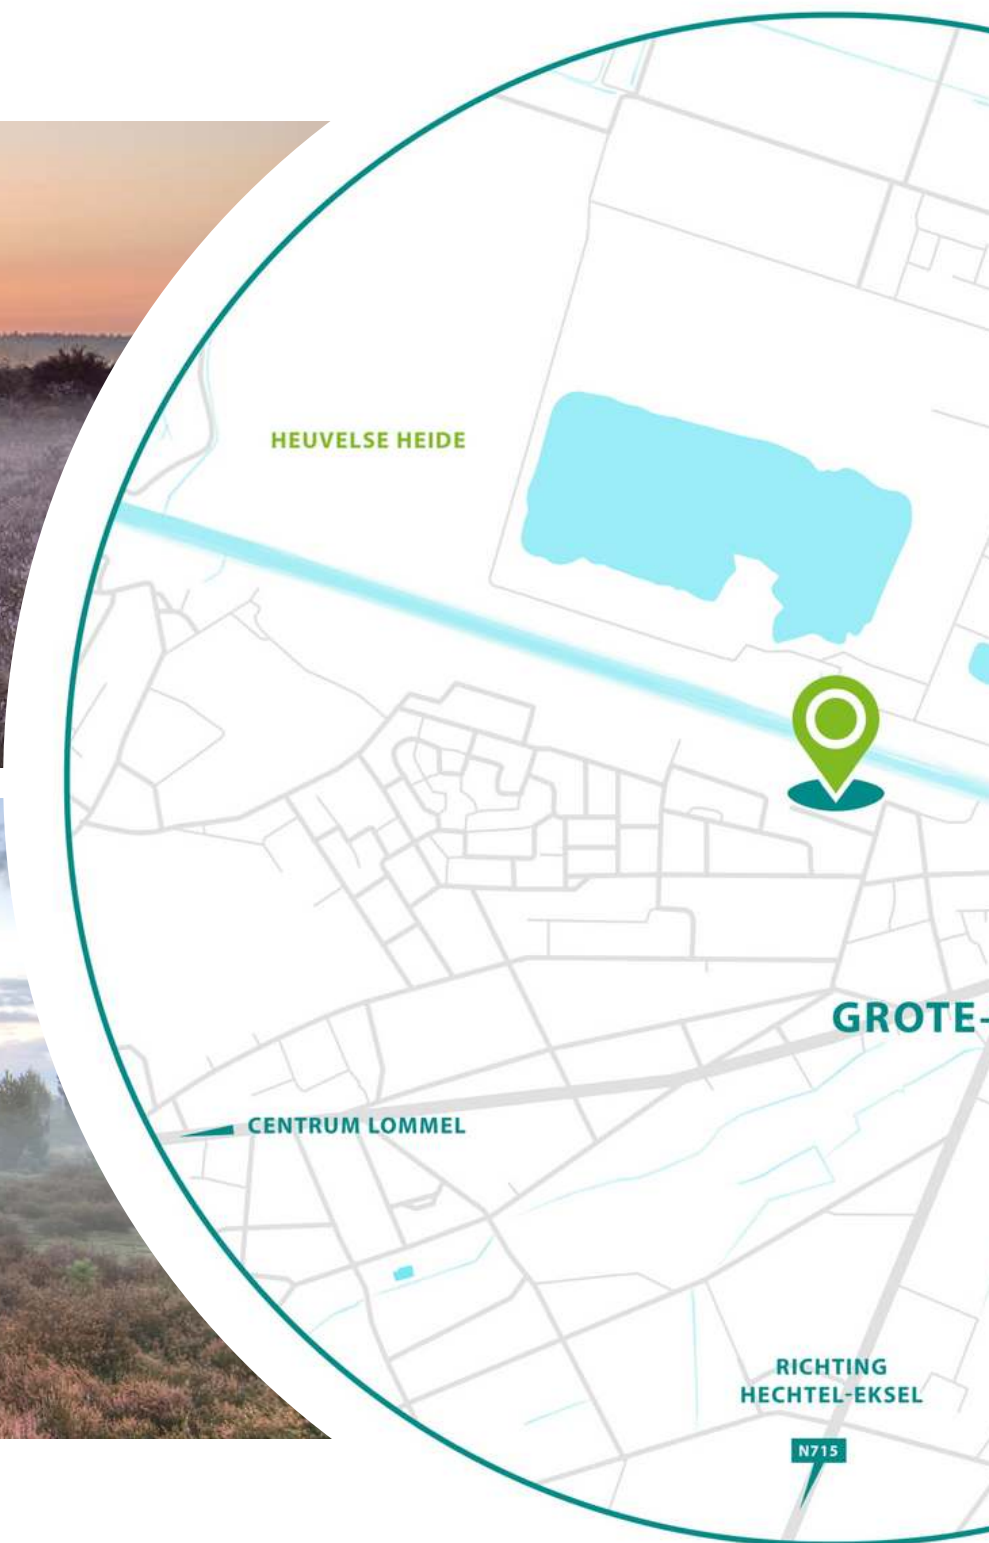 HEUVELSE HEIDE
GROTE-
CENTRUM LOMMEL
RICHTING
HECHTEL-EKSEL
N715